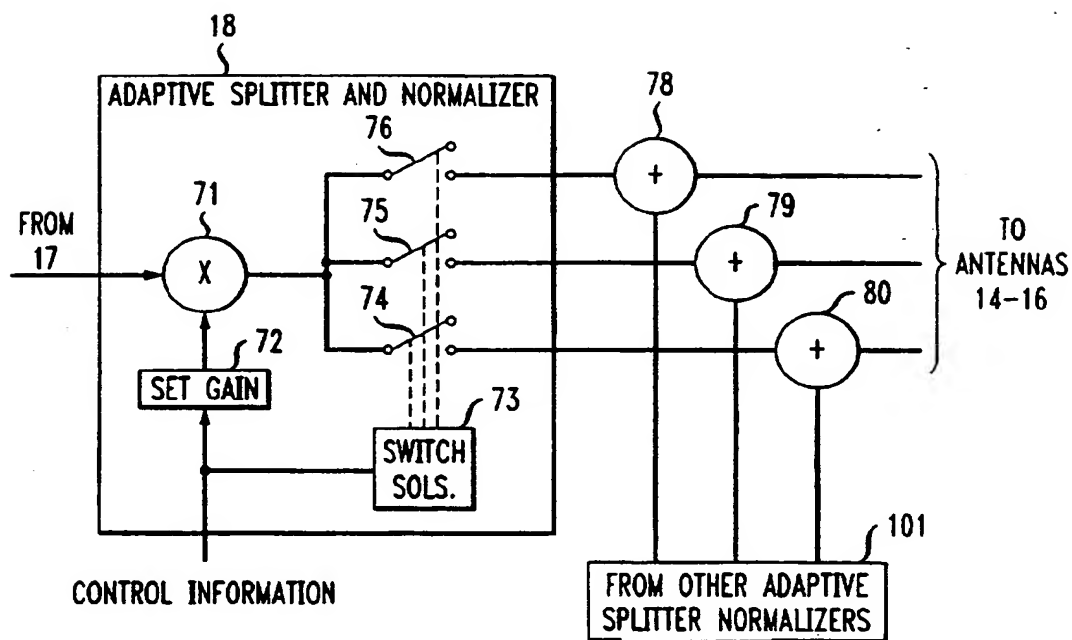 18
ADAPTIVE SPLITTER AND NORMALIZER
76
78
71
75
79
FROM
17
X
+
+
TO
ANTENNAS
14-16
74
80
72
+
SET GAIN
73
SWITCH
SOLS.
101
CONTROL INFORMATION
FROM OTHER ADAPTIVE
SPLITTER NORMALIZERS